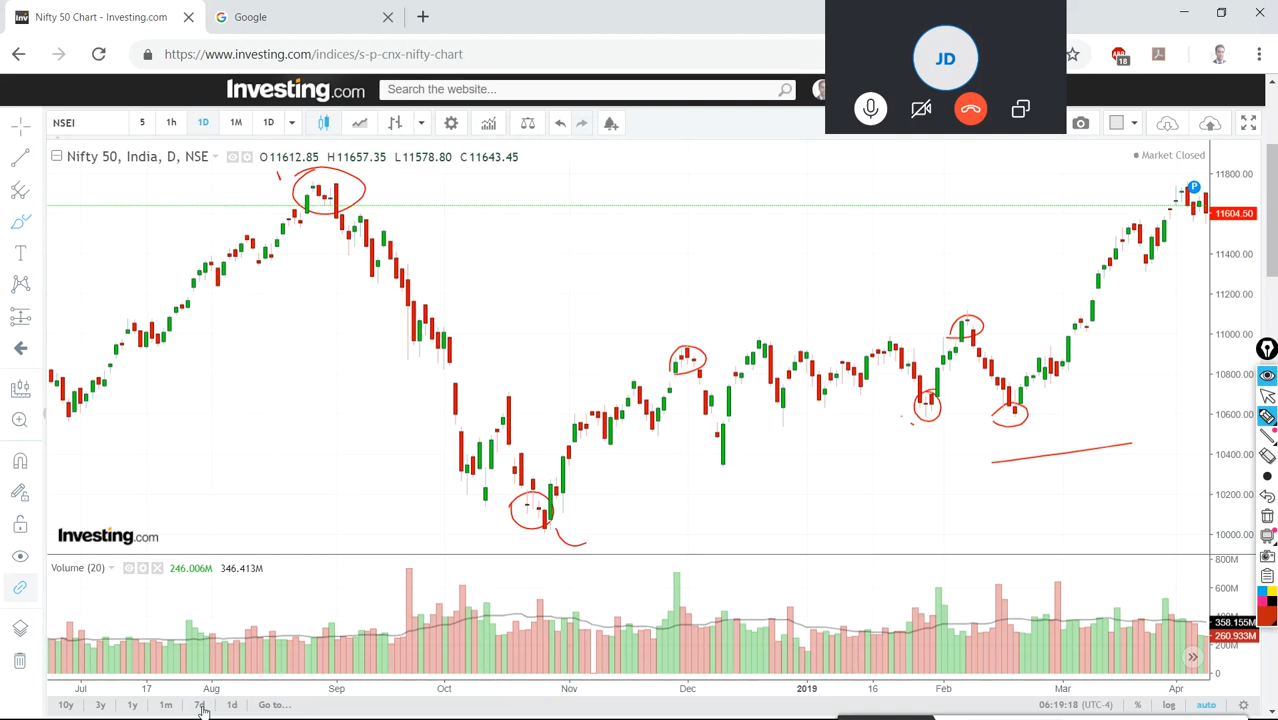 Nifty 50 Chart - Investing.com
Google
https://www.investing.com/indices/s-p-cnx-nifty-chart
18
JD
Investing.com
Search the website...
NSEI 5 1h 1D 1M 1D
Nifty 50, India, D, NSE O11612.85 H11657.35 L11578.80 C11643.45
Market Closed
P
11800.00
11604.50
11400.00
11200.00
11000.00
10800.00
10600.00
10400.00
10200.00
10000.00
Investing.com
Volume (20) 246.006M 346.413M
800M
600M
400M
358.155M
260.933M
200M
0
Jul 17 Aug Sep Oct Nov Dec 2019 16 Feb Mar Apr
10y 3y 1y 1m 7d 1d Go to... 06:19:18 (UTC-4) % log auto